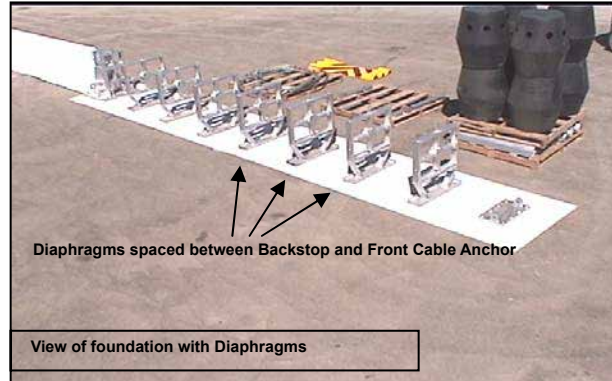 Diaphragms spaced between Backstop and Front Cable Anchor
View of foundation with Diaphragms